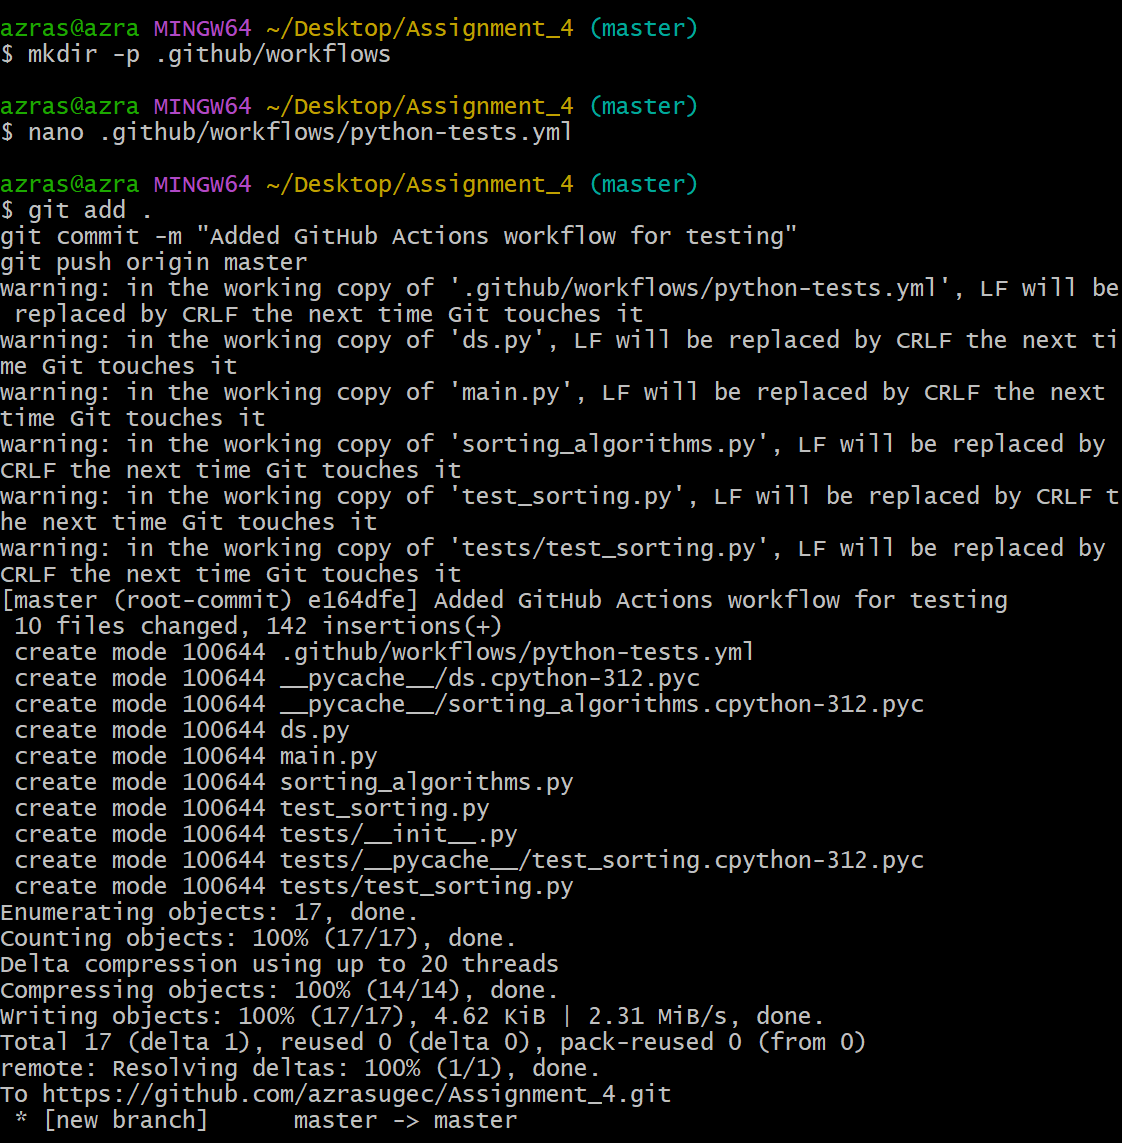 azras@azra MINGW64 ~/Desktop/Assignment_4 (master)
$ mkdir -p .github/workflows
azras@azra MINGW64 ~/Desktop/Assignment_4 (master)
$ nano .github/workflows/python-tests.yml
azras@azra MINGW64 ~/Desktop/Assignment_4 (master)
$ git add .
git commit -m "Added GitHub Actions workflow for testing"
git push origin master
warning: in the working copy of '.github/workflows/python-tests.yml', LF will be
 replaced by CRLF the next time Git touches it
warning: in the working copy of 'ds.py', LF will be replaced by CRLF the next ti
me Git touches it
warning: in the working copy of 'main.py', LF will be replaced by CRLF the next
time Git touches it
warning: in the working copy of 'sorting_algorithms.py', LF will be replaced by
CRLF the next time Git touches it
warning: in the working copy of 'test_sorting.py', LF will be replaced by CRLF t
he next time Git touches it
warning: in the working copy of 'tests/test_sorting.py', LF will be replaced by
CRLF the next time Git touches it
[master (root-commit) e164dfe] Added GitHub Actions workflow for testing
 10 files changed, 142 insertions(+)
 create mode 100644 .github/workflows/python-tests.yml
 create mode 100644 __pycache__/ds.cpython-312.pyc
 create mode 100644 __pycache__/sorting_algorithms.cpython-312.pyc
 create mode 100644 ds.py
 create mode 100644 main.py
 create mode 100644 sorting_algorithms.py
 create mode 100644 test_sorting.py
 create mode 100644 tests/__init__.py
 create mode 100644 tests/__pycache__/test_sorting.cpython-312.pyc
 create mode 100644 tests/test_sorting.py
Enumerating objects: 17, done.
Counting objects: 100% (17/17), done.
Delta compression using up to 20 threads
Compressing objects: 100% (14/14), done.
Writing objects: 100% (17/17), 4.62 KiB | 2.31 MiB/s, done.
Total 17 (delta 1), reused 0 (delta 0), pack-reused 0 (from 0)
remote: Resolving deltas: 100% (1/1), done.
To https://github.com/azrasugec/Assignment_4.git
 * [new branch]      master -> master